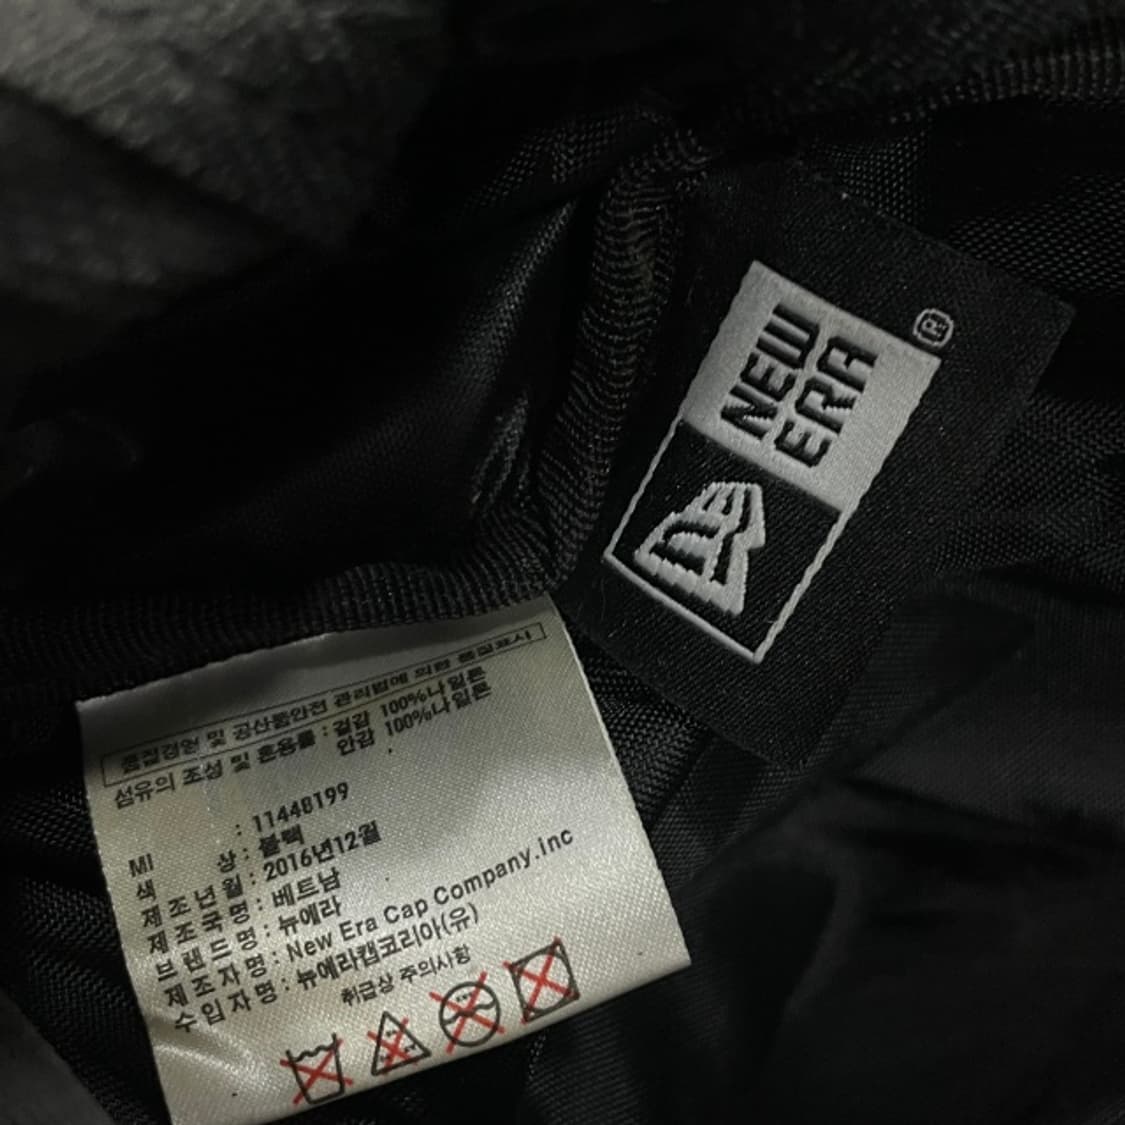 NEW
ERA
®
품질경영 및 공산품안전 관리법에 의한 품질표시
섬유의 조성 및 혼용률 : 겉감 100%나일론
안감 100%나일론
MI : 11448199
색 상 : 블랙
제조년월 : 2016년12월
제조국명 : 베트남
브랜드명 : 뉴에라
제조자명 : New Era Cap Company.inc
수입자명 : 뉴에라캡코리아(유)
취급상 주의사항